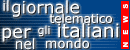 il giornale
telematico
per gli italiani
nel mondo
NEWS